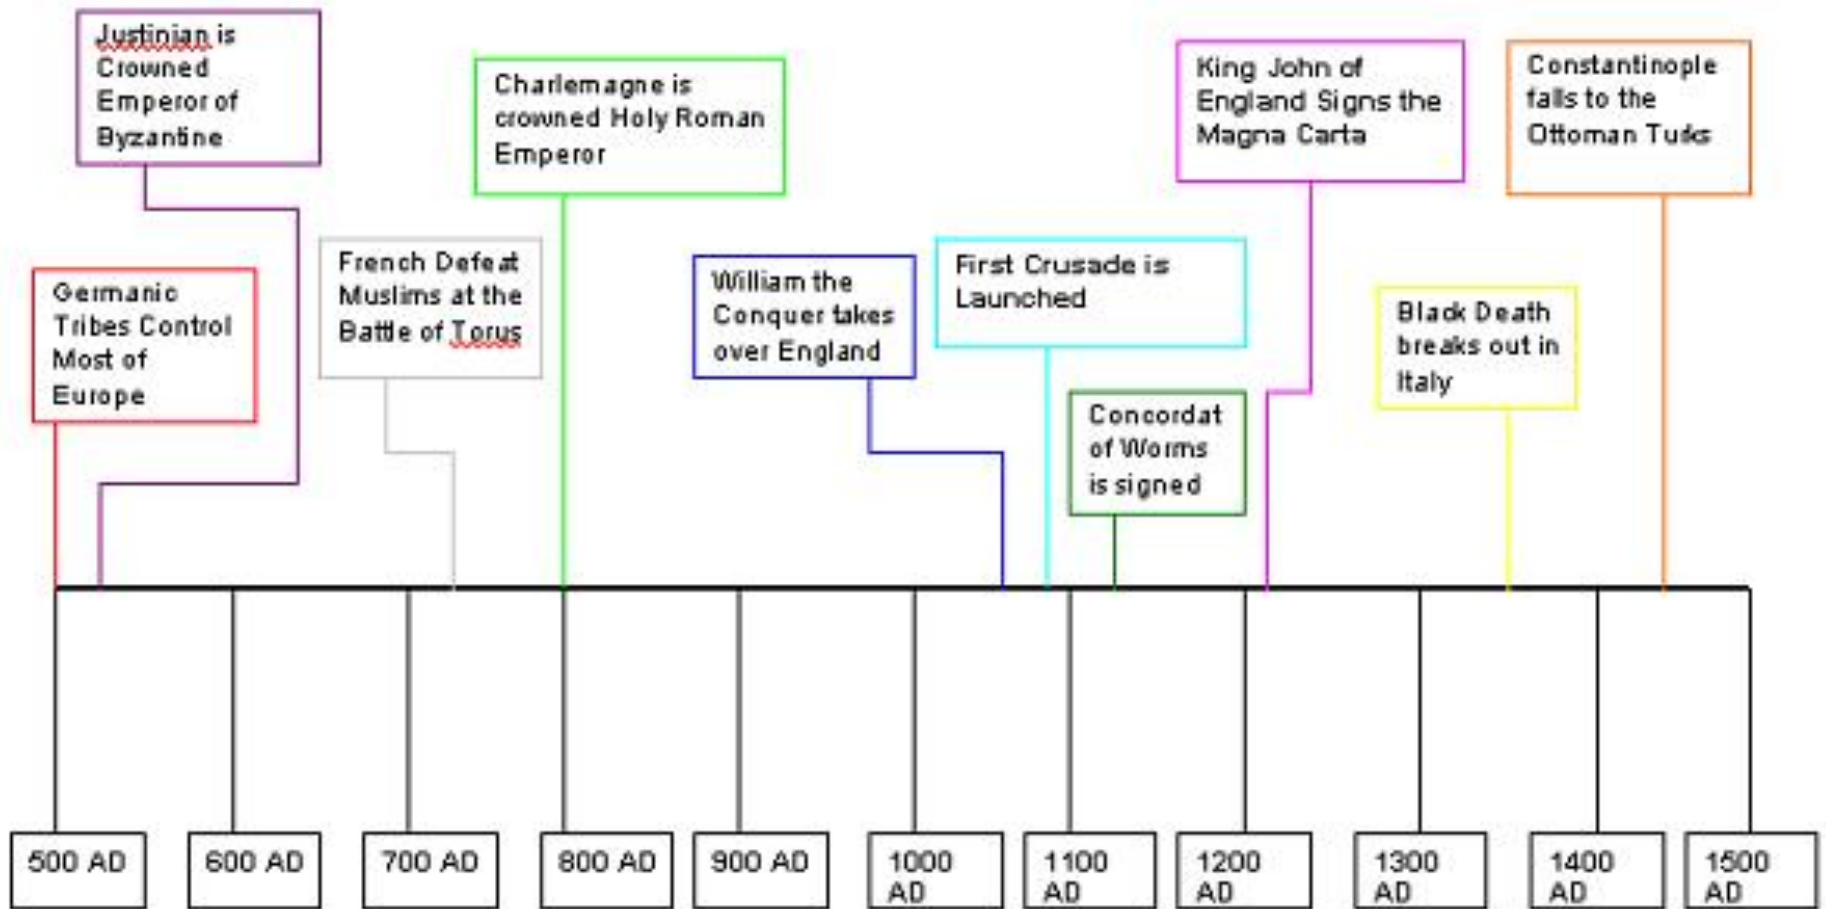 Justinian is
Crowned
Emperor of
Byzantine
Charlemagne is
crowned Holy Roman
Emperor
King John of
England Signs the
Magna Carta
Constantinople
falls to the
Ottoman Turks
Germanic
Tribes Control
Most of
Europe
French Defeat
Muslims at the
Battle of Torus
William the
Conquer takes
over England
First Crusade is
Launched
Black Death
breaks out in
Italy
Concordat
of Worms
is signed
500 AD
600 AD
700 AD
800 AD
900 AD
1000
AD
1100
AD
1200
AD
1300
AD
1400
AD
1500
AD